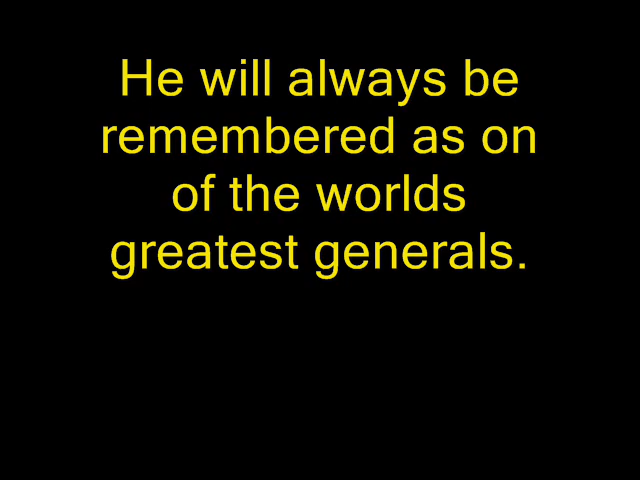 He will always be
remembered as on
of the worlds
greatest generals.